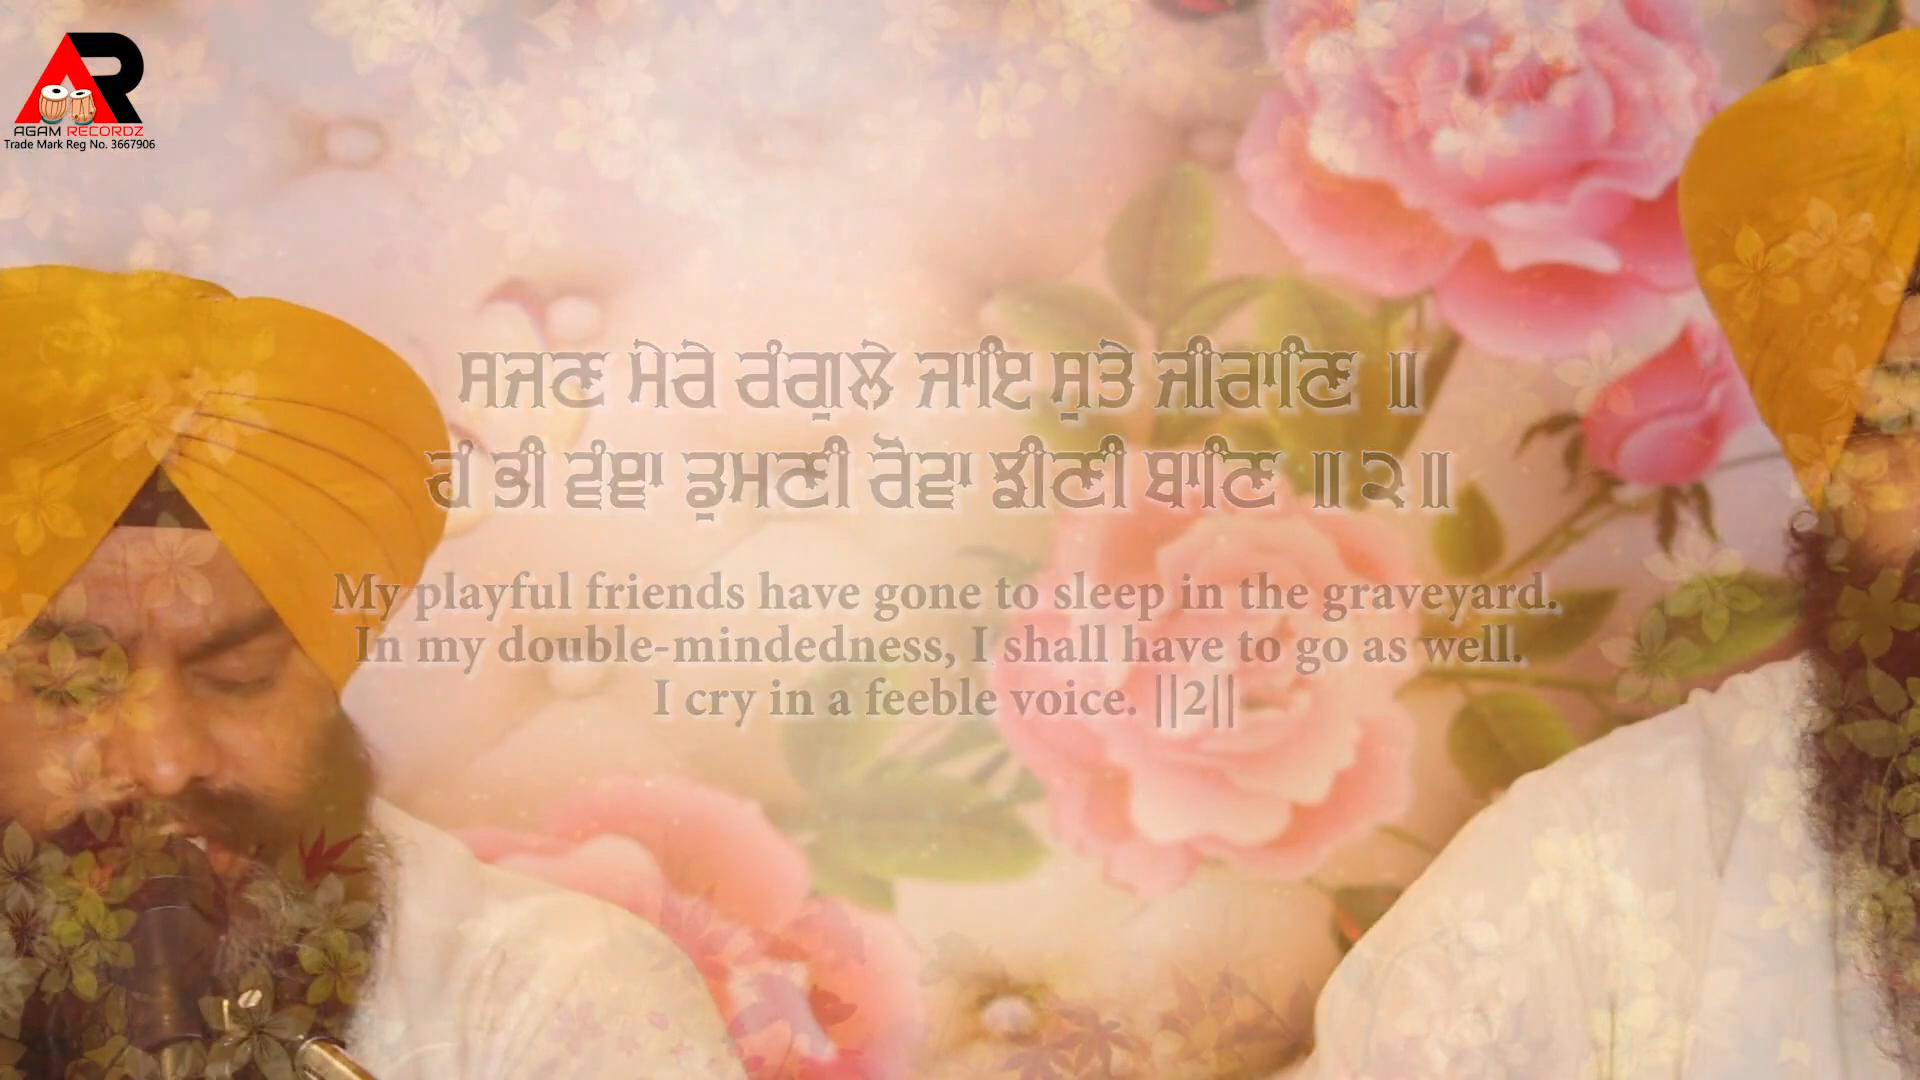 AR
AGAM RECORDZ
Trade Mark Reg No. 3667906
ਸਜਣ ਮੇਰੇ ਰੰਗੁਲੇ ਜਾਇ ਸੁਤੇ ਜੀਰਾਣਿ ॥
ਹੰ ਭੀ ਵੰਞਾ ਡੁਮਣੀ ਰੋਵਾ ਝੀਣੀ ਬਾਣਿ ॥੨॥
My playful friends have gone to sleep in the graveyard.
In my double-mindedness, I shall have to go as well.
I cry in a feeble voice. ||2||